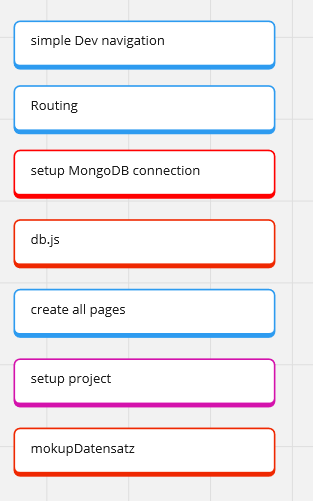 simple Dev navigation
Routing
setup MongoDB connection
db.js
create all pages
setup project
mokupDatensatz